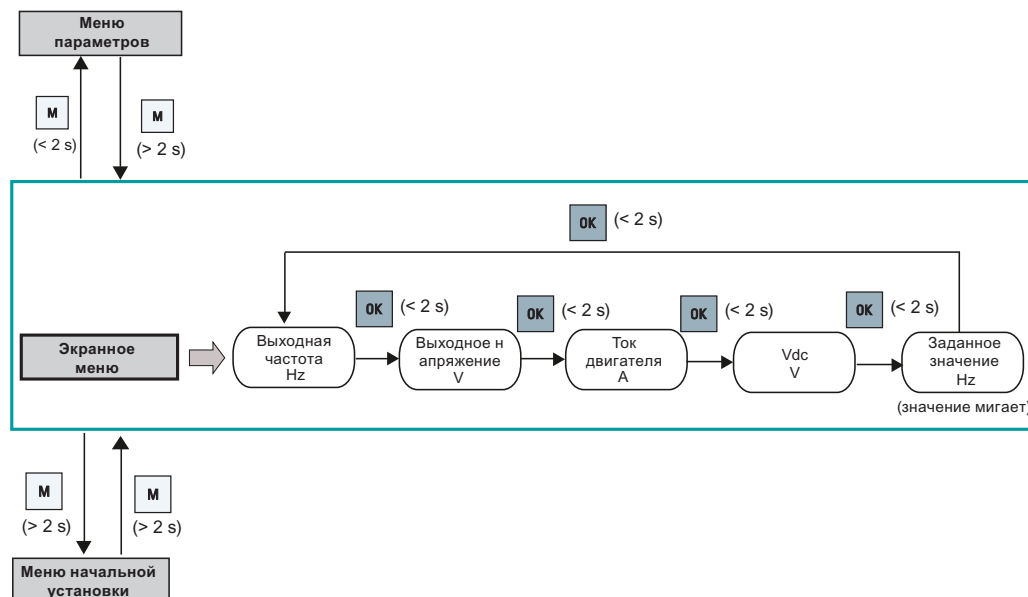 Меню
параметров
M
(< 2 s)
M
(> 2 s)
OK (< 2 s)
OK (< 2 s)
OK (< 2 s)
OK (< 2 s)
OK (< 2 s)
Экранное
меню
Выходная
частота
Hz
Выходное н
апряжение
V
Ток
двигателя
A
Vdc
V
Заданное
значение
Hz
(значение мигает)
M
(> 2 s)
M
(> 2 s)
Меню начальной
установки